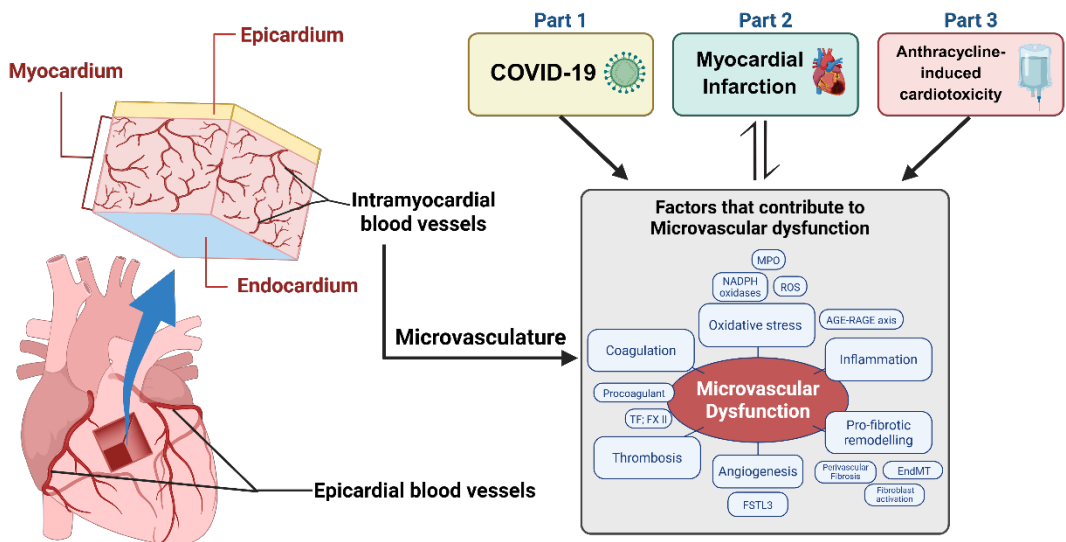 Part 1
Part 2
Part 3
COVID-19
Myocardial
Infarction
Anthracycline-
induced
cardiotoxicity
Epicardium
Myocardium
Intramyocardial
blood vessels
Endocardium
Microvasculature
Epicardial blood vessels
Factors that contribute to
Microvascular dysfunction
MPO
NADPH
oxidases
ROS
Oxidative stress
AGE-RAGE axis
Coagulation
Inflammation
Microvascular
Dysfunction
Procoagulant
TF; FX II
Pro-fibrotic
remodelling
Thrombosis
Angiogenesis
Perivascular
Fibrosis
EndMT
Fibroblast
activation
FSTL3